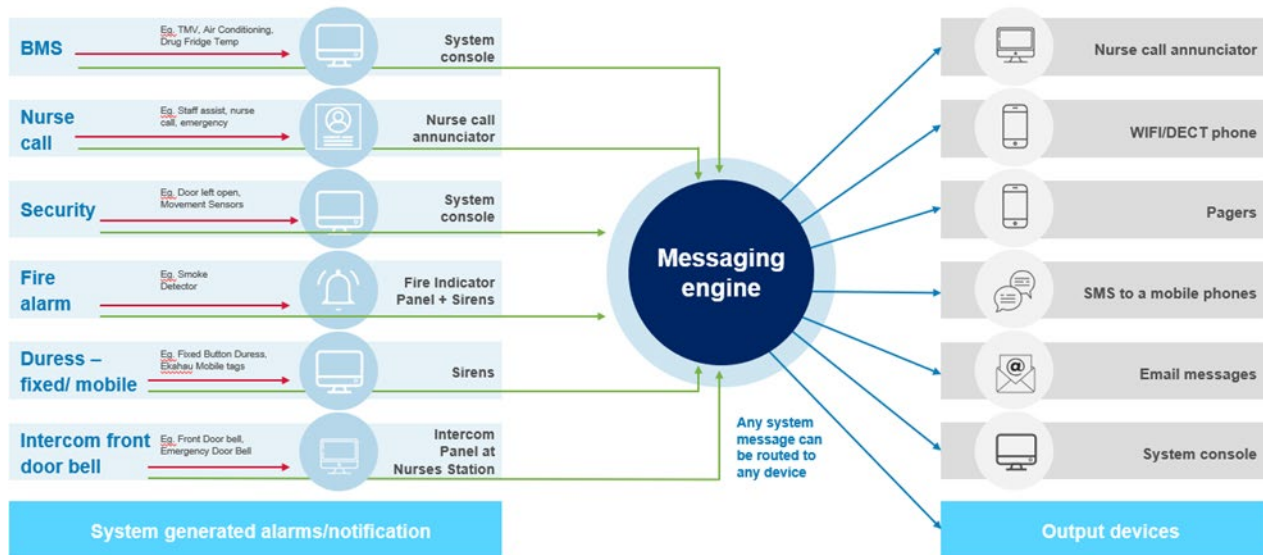 BMS
Eg. TMV, Air Conditioning,
Drug Fridge Temp
System
console
Nurse
call
Eg. Staff assist, nurse
call, emergency
Nurse call
annunciator
Security
Eg. Door left open,
Movement Sensors
System
console
Fire
alarm
Eg. Smoke
Detector
Fire Indicator
Panel + Sirens
Duress –
fixed/ mobile
Eg. Fixed Button Duress,
Ekahau Mobile tags
Sirens
Intercom front
door bell
Eg. Front Door bell,
Emergency Door Bell
Intercom
Panel at
Nurses Station
System generated alarms/notification
Messaging
engine
Any system
message can
be routed to
any device
Nurse call annunciator
WIFI/DECT phone
Pagers
SMS to a mobile phones
@
Email messages
System console
Output devices